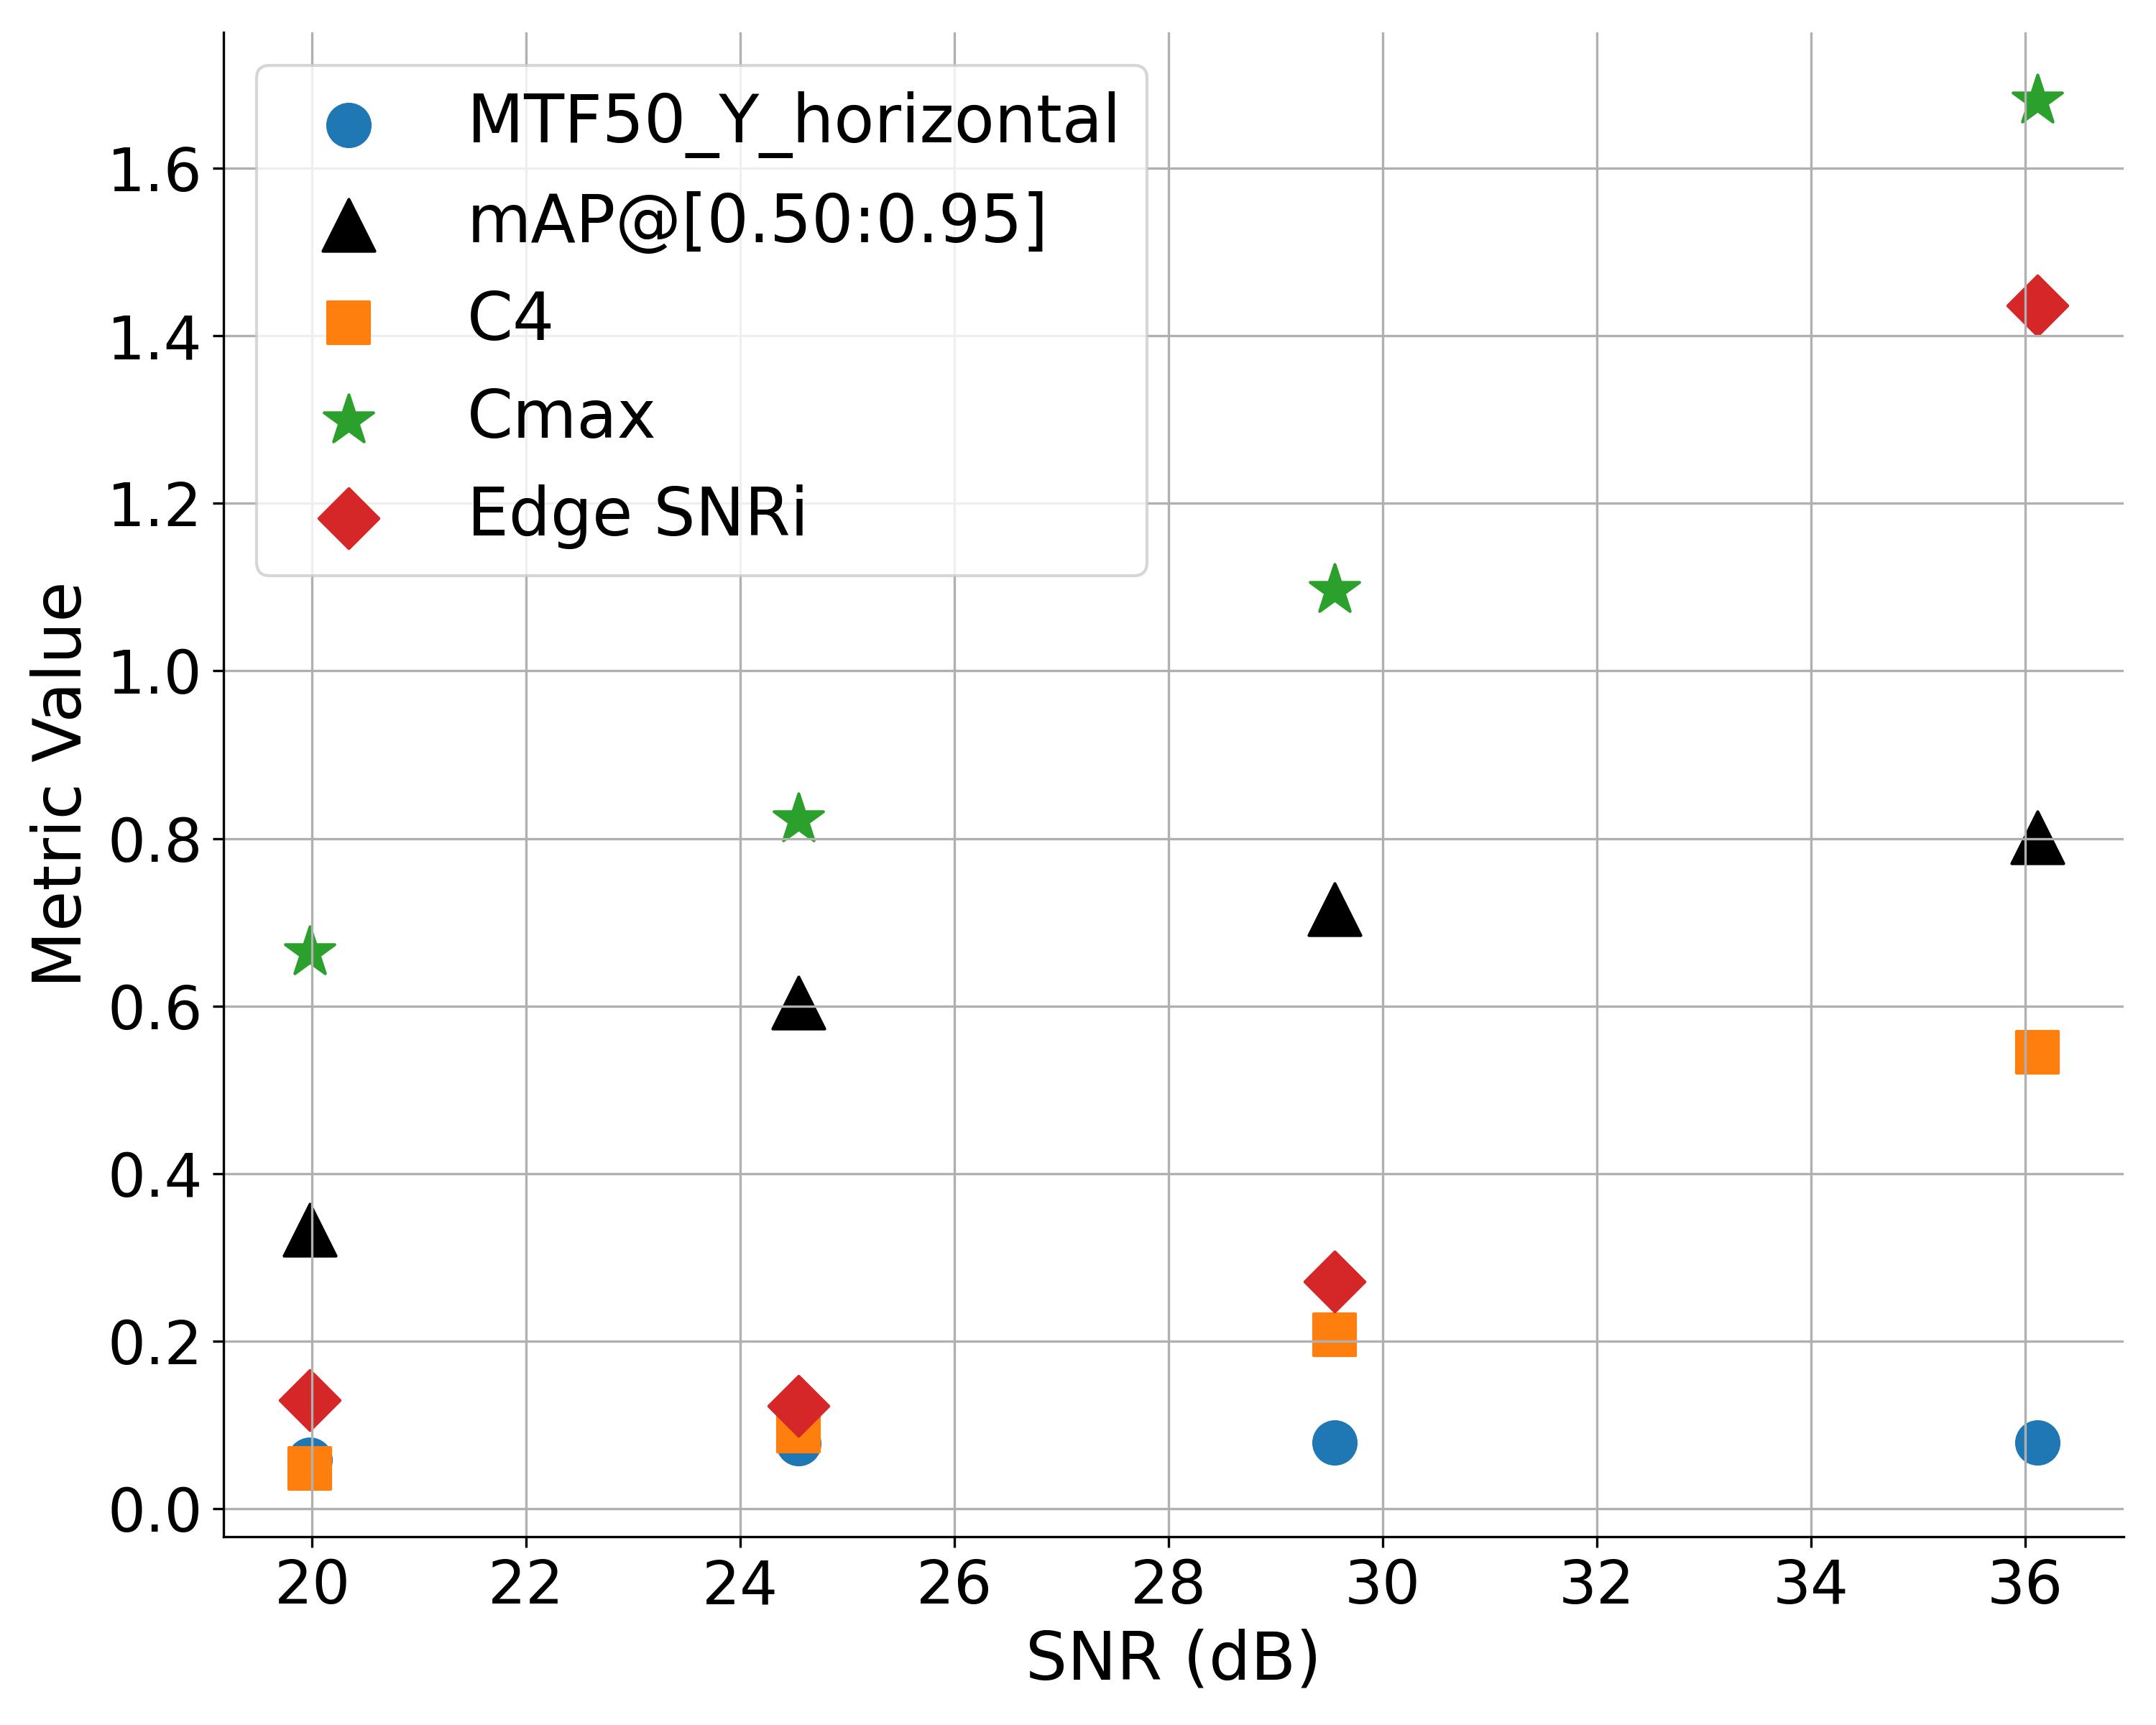 MTF50_Y_horizontal
mAP@[0.50:0.95]
C4
Cmax
Edge SNRi
Metric Value
1.6
1.4
1.2
1.0
0.8
0.6
0.4
0.2
0.0
20 22 24 26 28 30 32 34 36
SNR (dB)